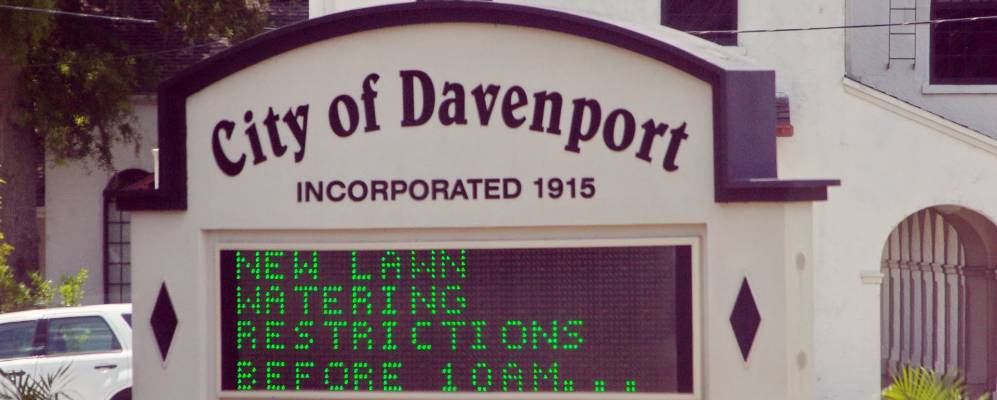 City of Davenport
INCORPORATED 1915
NEW LAWN
WATERING
RESTRICTIONS
BEFORE 10AM...